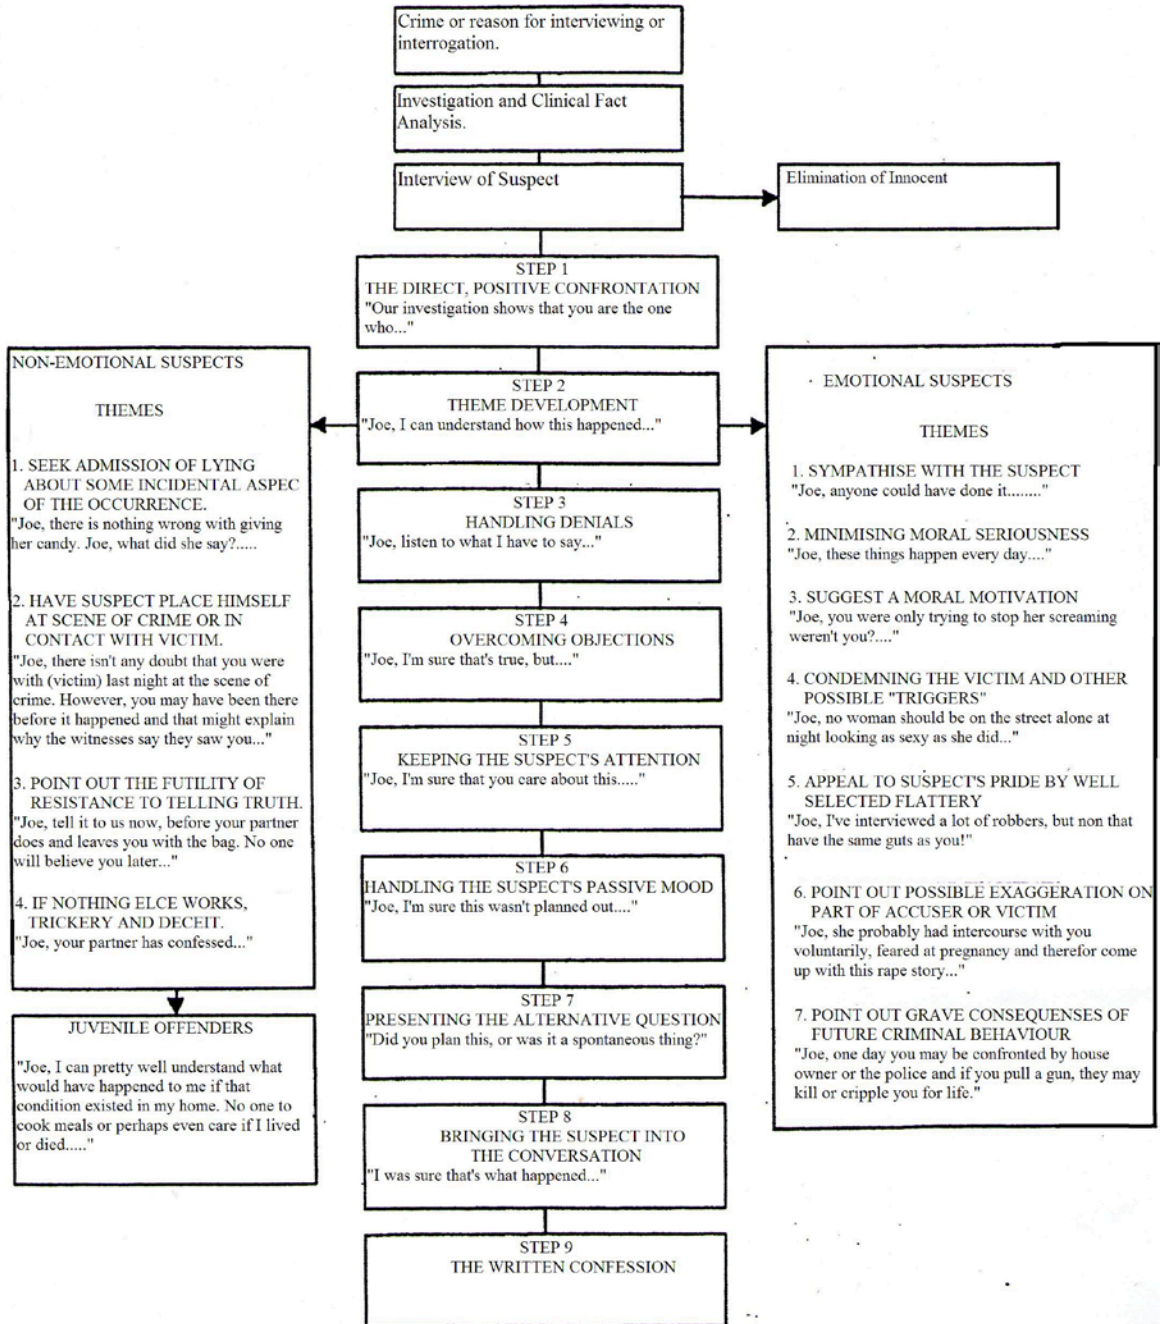 Crime or reason for interviewing or
interrogation.
Investigation and Clinical Fact
Analysis.
Interview of Suspect
Elimination of Innocent
STEP 1
THE DIRECT, POSITIVE CONFRONTATION
"Our investigation shows that you are the one
who..."
STEP 2
THEME DEVELOPMENT
"Joe, I can understand how this happened..."
NON-EMOTIONAL SUSPECTS
THEMES
1. SEEK ADMISSION OF LYING
ABOUT SOME INCIDENTAL ASPEC
OF THE OCCURRENCE.
"Joe, there is nothing wrong with giving
her candy. Joe, what did she say?.....
2. HAVE SUSPECT PLACE HIMSELF
AT SCENE OF CRIME OR IN
CONTACT WITH VICTIM.
"Joe, there isn't any doubt that you were
with (victim) last night at the scene of
crime. However, you may have been there
before it happened and that might explain
why the witnesses say they saw you..."
3. POINT OUT THE FUTILITY OF
RESISTANCE TO TELLING TRUTH.
"Joe, tell it to us now, before your partner
does and leaves you with the bag. No one
will believe you later..."
4. IF NOTHING ELCE WORKS,
TRICKERY AND DECEIT.
"Joe, your partner has confessed..."
JUVENILE OFFENDERS
"Joe, I can pretty well understand what
would have happened to me if that
condition existed in my home. No one to
cook meals or perhaps even care if I lived
or died....."
EMOTIONAL SUSPECTS
THEMES
1. SYMPATHISE WITH THE SUSPECT
"Joe, anyone could have done it........"
2. MINIMISING MORAL SERIOUSNESS
"Joe, these things happen every day...."
3. SUGGEST A MORAL MOTIVATION
"Joe, you were only trying to stop her screaming
weren't you?...."
4. CONDEMNING THE VICTIM AND OTHER
POSSIBLE "TRIGGERS"
"Joe, no woman should be on the street alone at
night looking as sexy as she did..."
5. APPEAL TO SUSPECT'S PRIDE BY WELL
SELECTED FLATTERY
"Joe, I've interviewed a lot of robbers, but non that
have the same guts as you!"
6. POINT OUT POSSIBLE EXAGGERATION ON
PART OF ACCUSER OR VICTIM
"Joe, she probably had intercourse with you
voluntarily, feared at pregnancy and therefor come
up with this rape story..."
7. POINT OUT GRAVE CONSEQUENCES OF
FUTURE CRIMINAL BEHAVIOUR
"Joe, one day you may be confronted by house
owner or the police and if you pull a gun, they may
kill or cripple you for life."
STEP 3
HANDLING DENIALS
"Joe, listen to what I have to say..."
STEP 4
OVERCOMING OBJECTIONS
"Joe, I'm sure that's true, but...."
STEP 5
KEEPING THE SUSPECT'S ATTENTION
"Joe, I'm sure that you care about this....."
STEP 6
HANDLING THE SUSPECT'S PASSIVE MOOD
"Joe, I'm sure this wasn't planned out...."
STEP 7
PRESENTING THE ALTERNATIVE QUESTION
"Did you plan this, or was it a spontaneous thing?"
STEP 8
BRINGING THE SUSPECT INTO
THE CONVERSATION
"I was sure that's what happened..."
STEP 9
THE WRITTEN CONFESSION